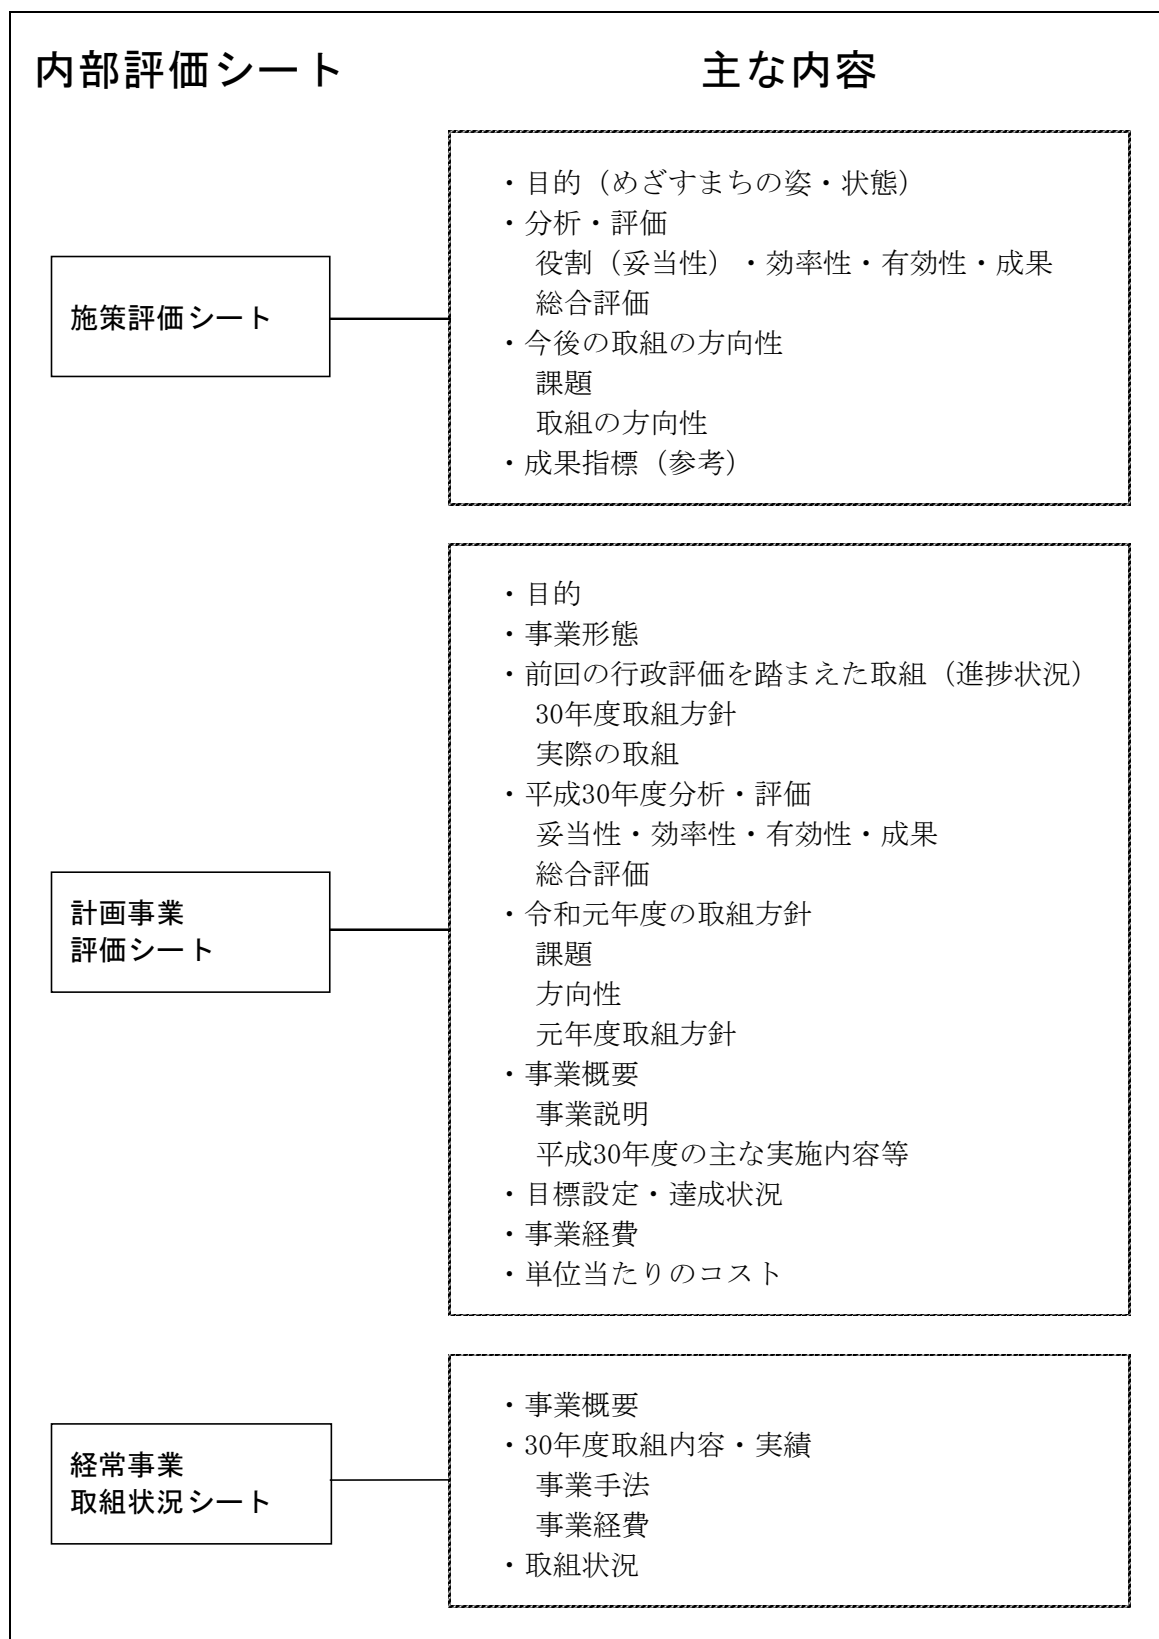 内部評価シート
主な内容
施策評価シート
・目的（めざすまちの姿・状態）
・分析・評価
役割（妥当性）・効率性・有効性・成果
総合評価
・今後の取組の方向性
課題
取組の方向性
・成果指標（参考）
計画事業
評価シート
・目的
・事業形態
・前回の行政評価を踏まえた取組（進捗状況）
30年度取組方針
実際の取組
・平成30年度分析・評価
妥当性・効率性・有効性・成果
総合評価
・令和元年度の取組方針
課題
方向性
元年度取組方針
・事業概要
事業説明
平成30年度の主な実施内容等
・目標設定・達成状況
・事業経費
・単位当たりのコスト
経常事業
取組状況シート
・事業概要
・30年度取組内容・実績
事業手法
事業経費
・取組状況